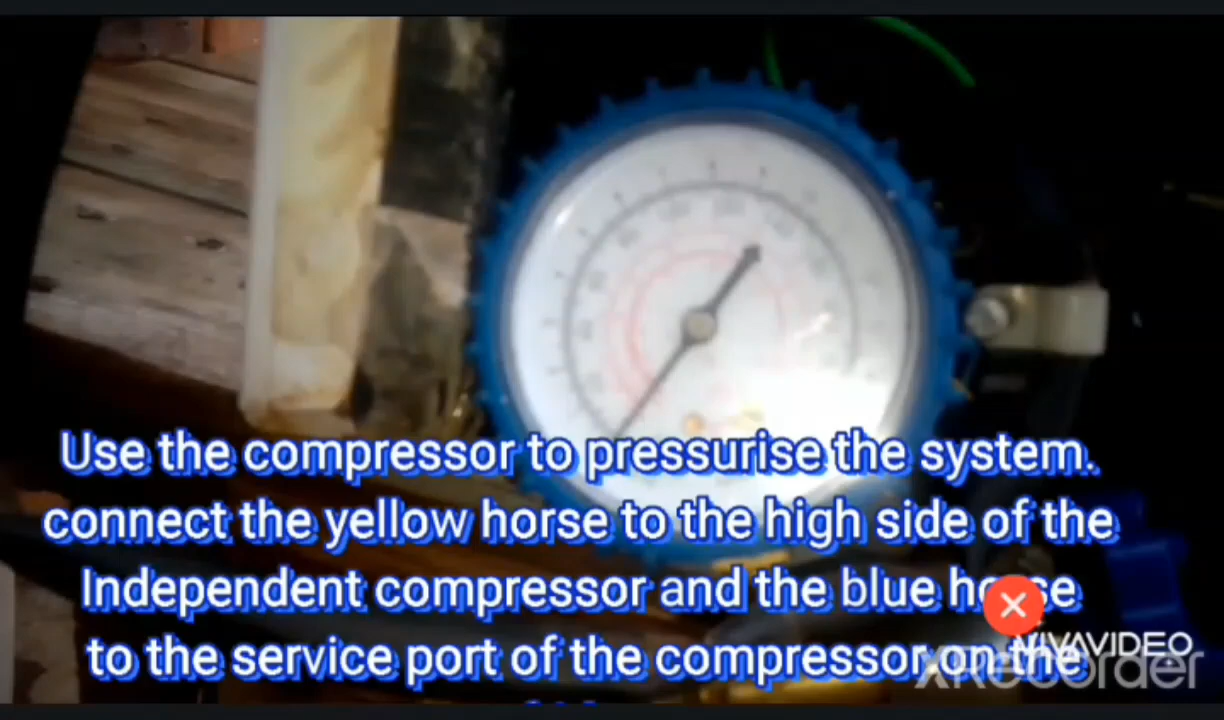 Use the compressor to pressurise the system.
connect the yellow horse to the high side of the
Independent compressor and the blue horse
to the service port of the compressor on the
VIVAVIDEO
xRecorder